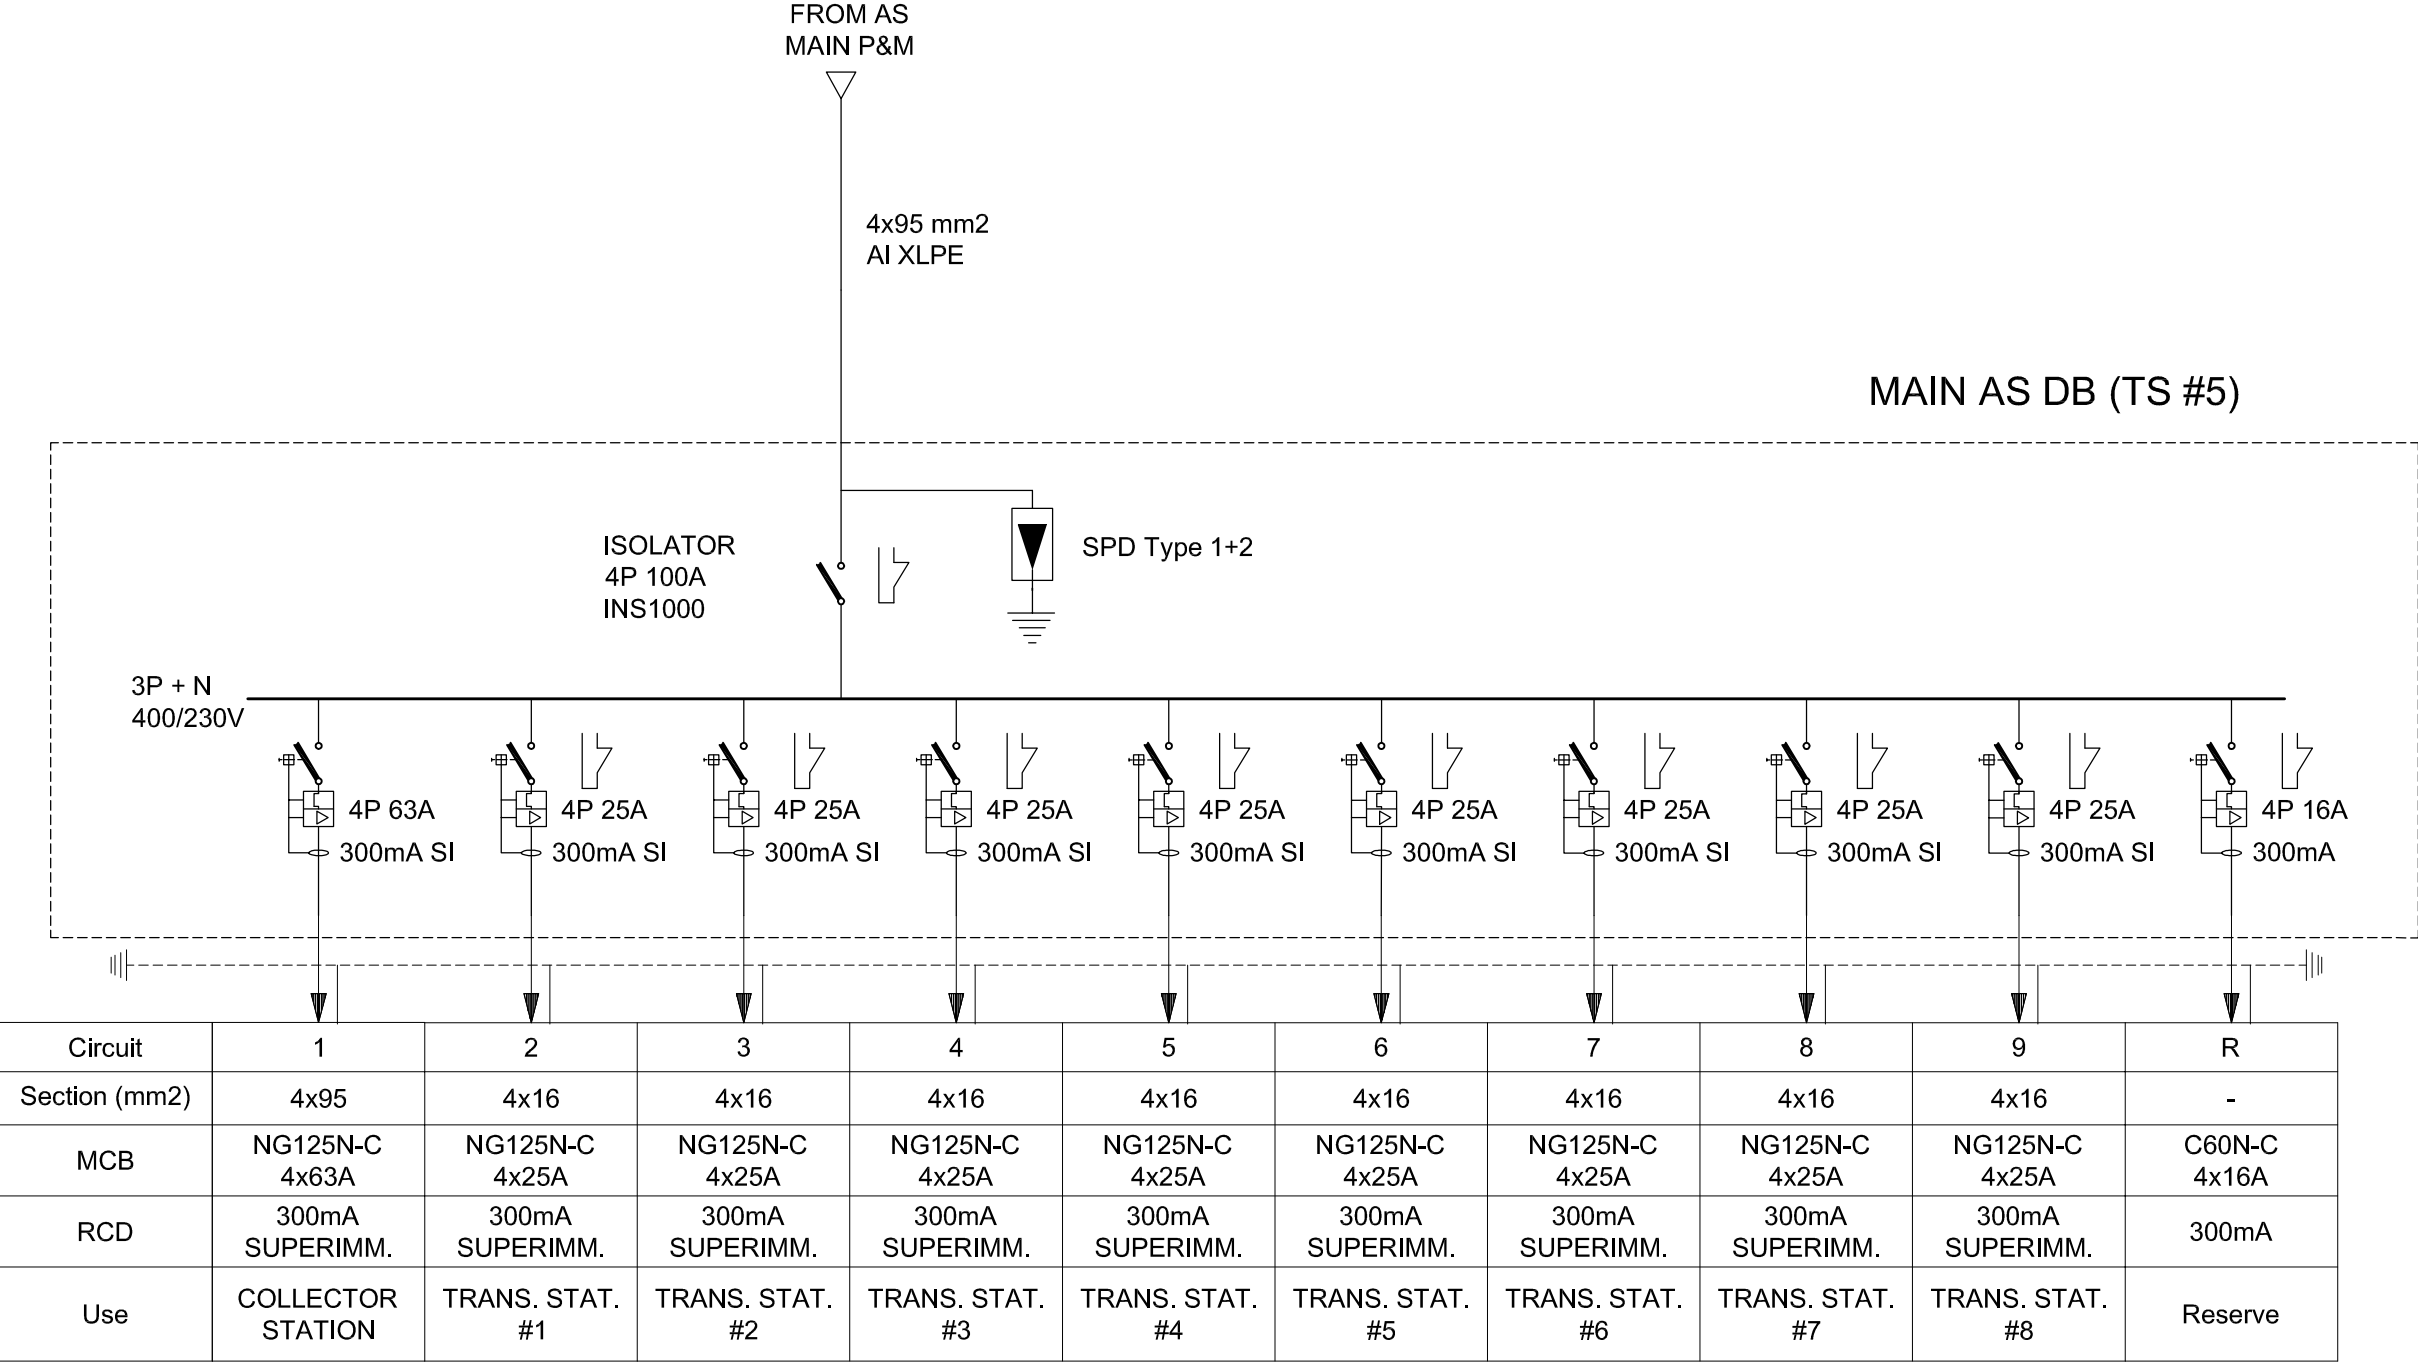 FROM AS
MAIN P&M
4x95 mm2
Al XLPE
MAIN AS DB (TS #5)
ISOLATOR
4P 100A
INS1000
SPD Type 1+2
3P + N
400/230V
4P 63A
300mA SI
4P 25A
300mA SI
4P 25A
300mA SI
4P 25A
300mA SI
4P 25A
300mA SI
4P 25A
300mA SI
4P 25A
300mA SI
4P 25A
300mA SI
4P 25A
300mA SI
4P 16A
300mA
Circuit 1 2 3 4 5 6 7 8 9 R
Section (mm2) 4x95 4x16 4x16 4x16 4x16 4x16 4x16 4x16 4x16 -
MCB
NG125N-C NG125N-C NG125N-C NG125N-C NG125N-C NG125N-C NG125N-C NG125N-C NG125N-C C60N-C
4x63A 4x25A 4x25A 4x25A 4x25A 4x25A 4x25A 4x25A 4x25A 4x16A
RCD
300mA 300mA 300mA 300mA 300mA 300mA 300mA 300mA 300mA 300mA
SUPERIMM. SUPERIMM. SUPERIMM. SUPERIMM. SUPERIMM. SUPERIMM. SUPERIMM. SUPERIMM. SUPERIMM.
Use
COLLECTOR TRANS. STAT. TRANS. STAT. TRANS. STAT. TRANS. STAT. TRANS. STAT. TRANS. STAT. TRANS. STAT. TRANS. STAT. Reserve
STATION #1 #2 #3 #4 #5 #6 #7 #8